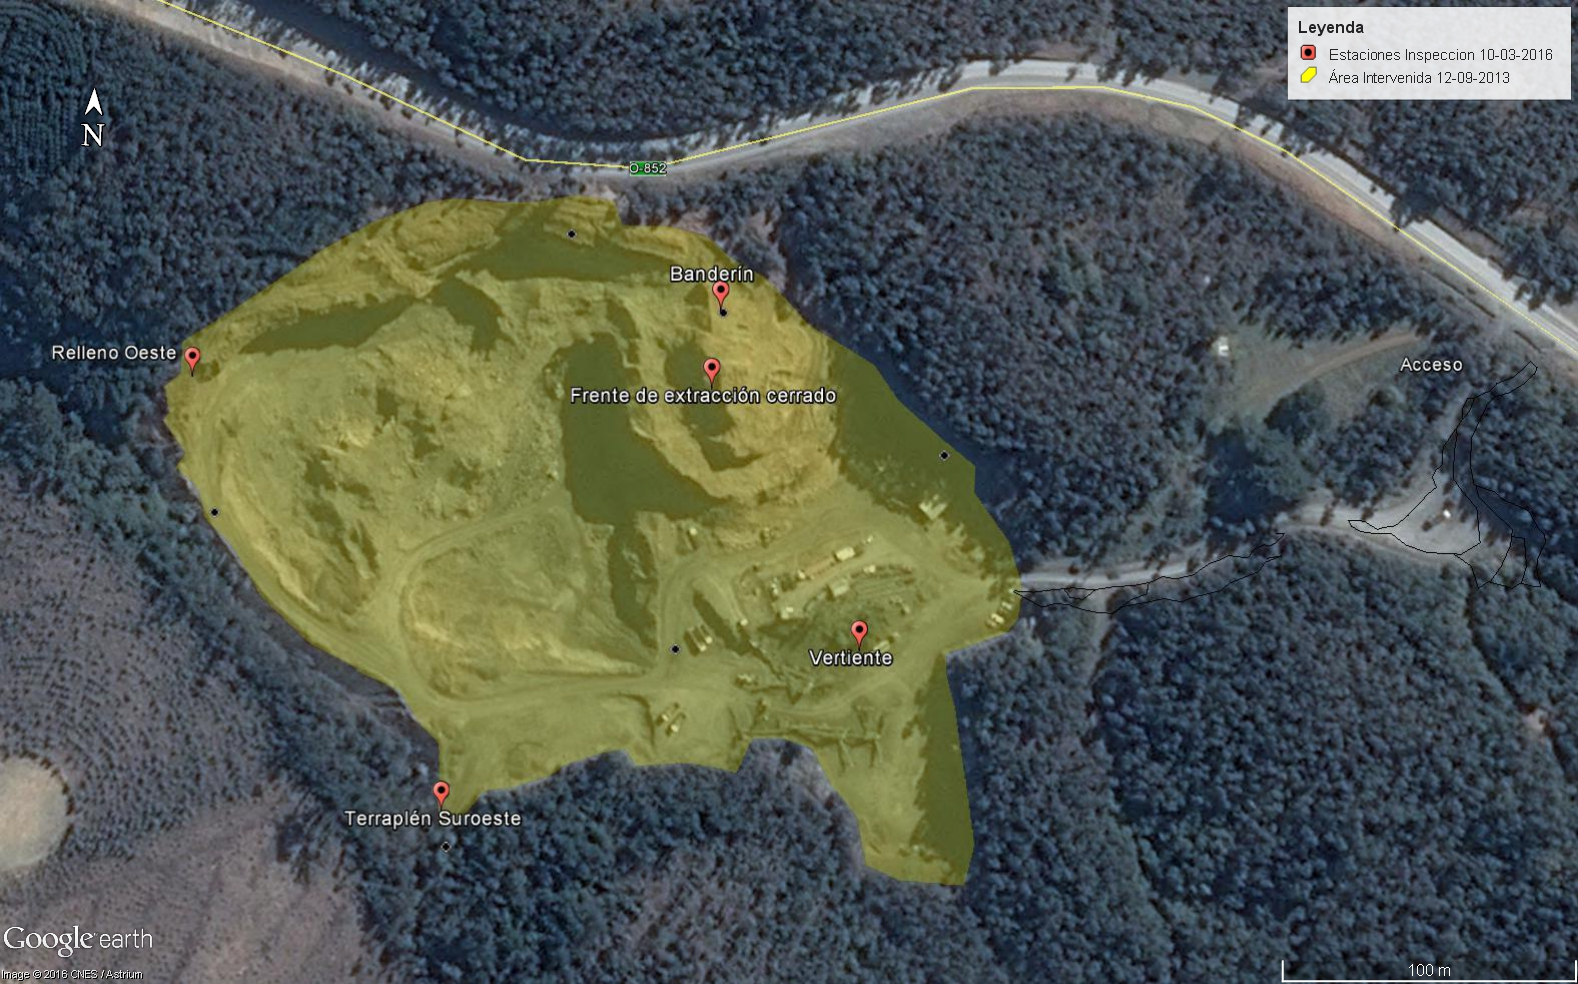 Leyenda
Estaciones Inspeccion 10-03-2016
Área Intervenida 12-09-2013
N
O-852
Banderín
Relleno Oeste
Acceso
Frente de extracción cerrado
Vertiente
Terraplén Suroeste
Google earth
Image © 2016 CNES / Astrium
100 m